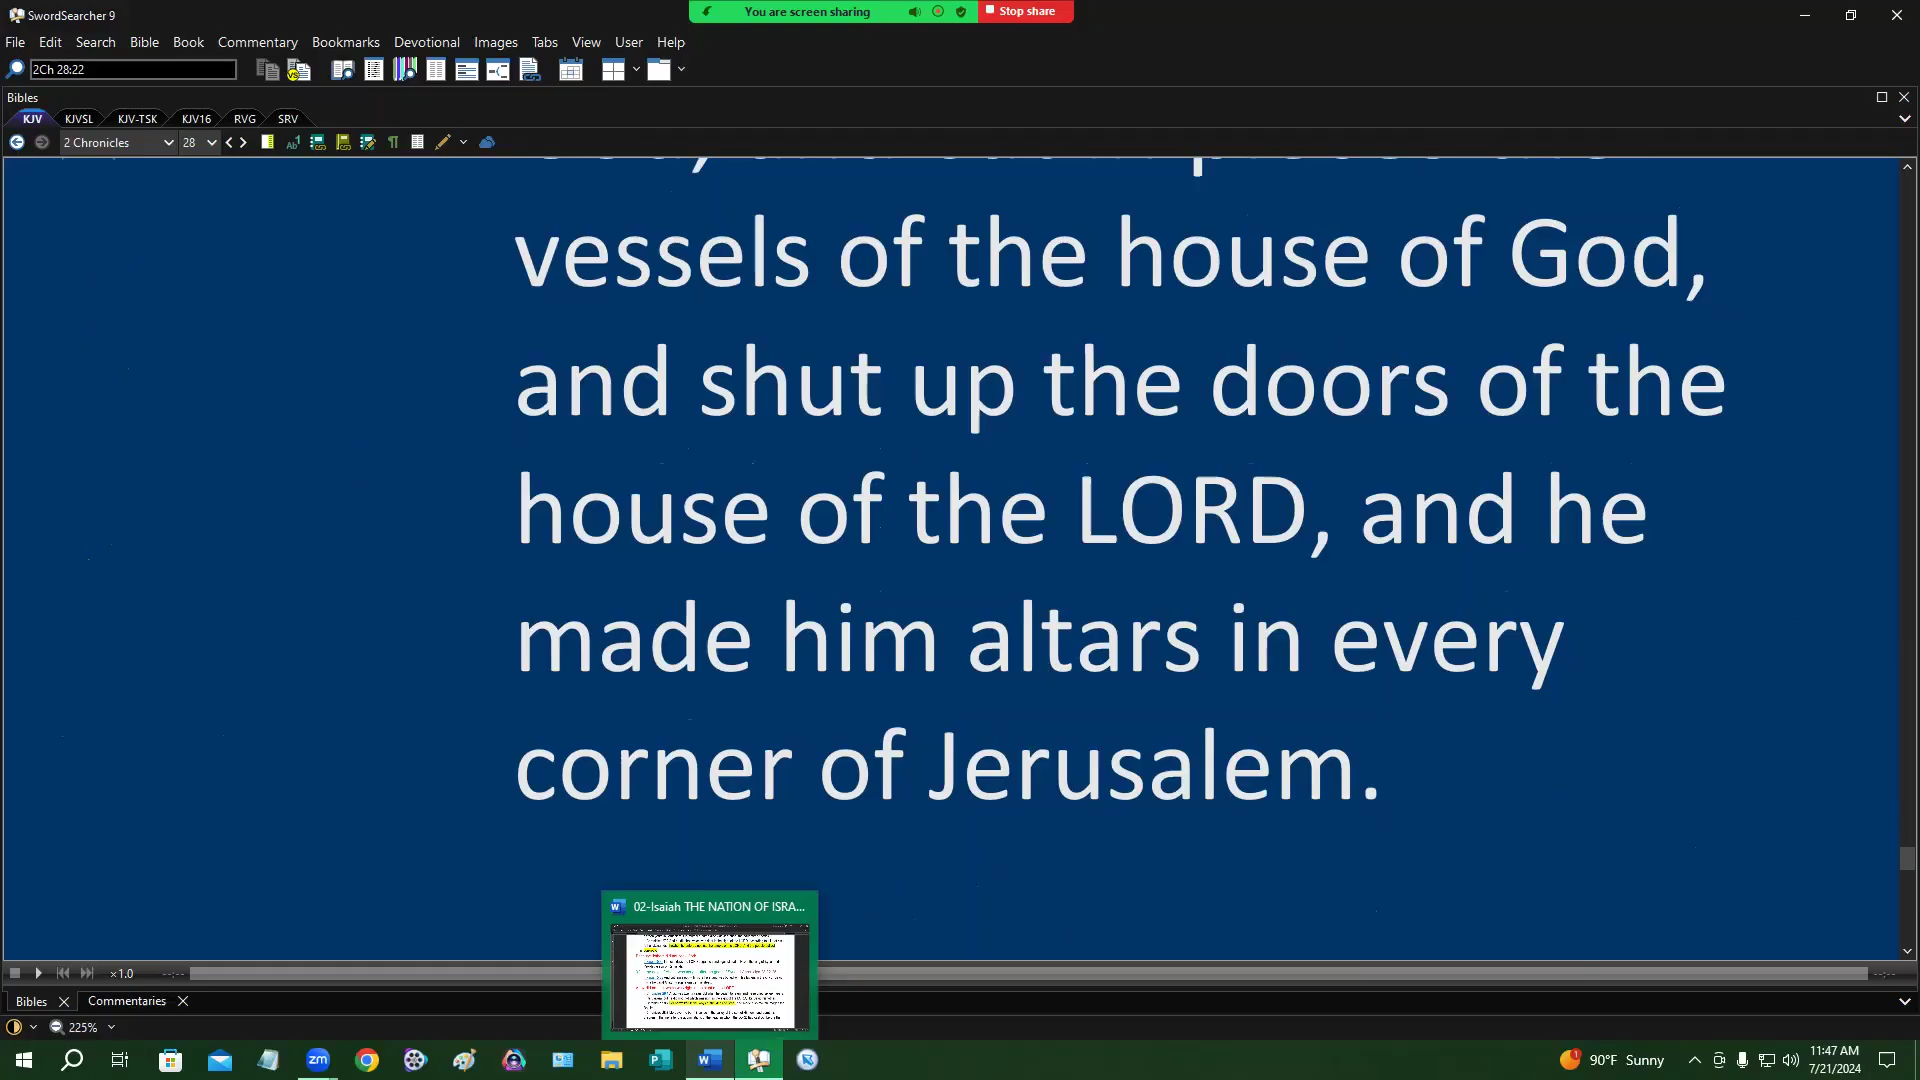 SwordSearcher 9
You are screen sharing
Stop share
File Edit Search Bible Book Commentary Bookmarks Devotional Images Tabs View User Help
2Ch 28:22
Bibles
KJV KJVSL KJV-TSK KJV16 RVG SRV
2 Chronicles 28
vessels of the house of God,
and shut up the doors of the
house of the LORD, and he
made him altars in every
corner of Jerusalem.
02-Isaiah THE NATION OF ISRA...
×1.0
Bibles Commentaries
225%
90°F Sunny
11:47 AM
7/21/2024